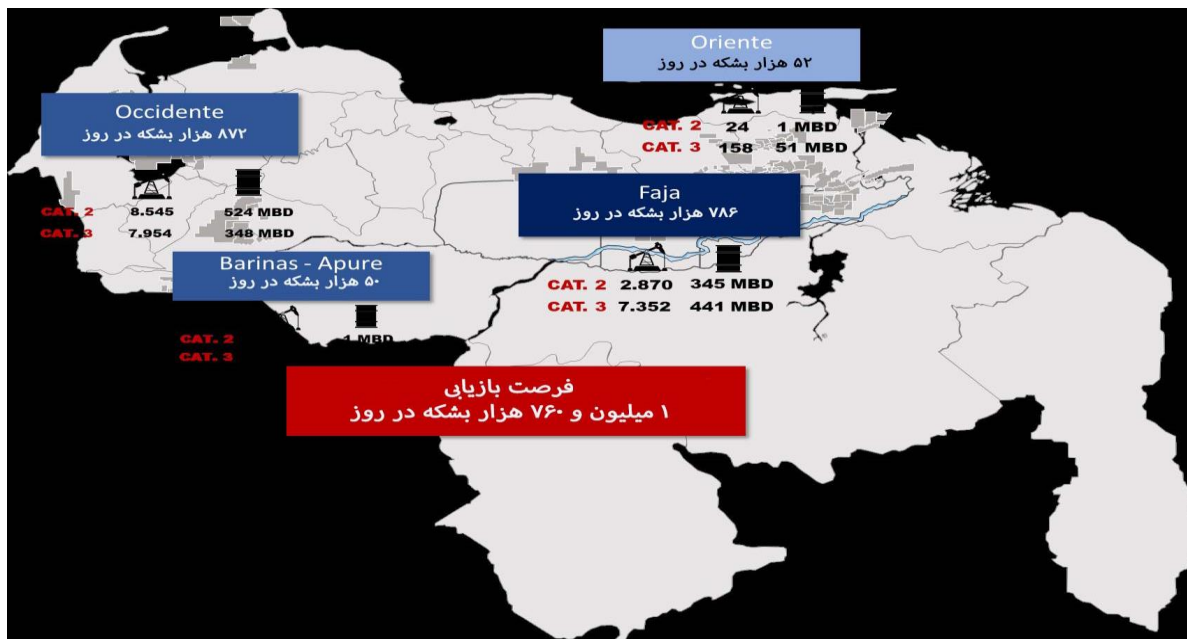 Oriente
۵۲ هزار بشکه در روز
Occidente
۸۷۲ هزار بشکه در روز
CAT. 2 24 1 MBD
CAT. 3 158 51 MBD
Faja
۷۸۶ هزار بشکه در روز
CAT. 2 8.545 524 MBD
CAT. 3 7.954 348 MBD
Barinas - Apure
۵۰ هزار بشکه در روز
CAT. 2 2.870 345 MBD
CAT. 3 7.352 441 MBD
CAT. 2 1 MBD
CAT. 3
فرصت بازیابی
۱ میلیون و ۷۶۰ هزار بشکه در روز